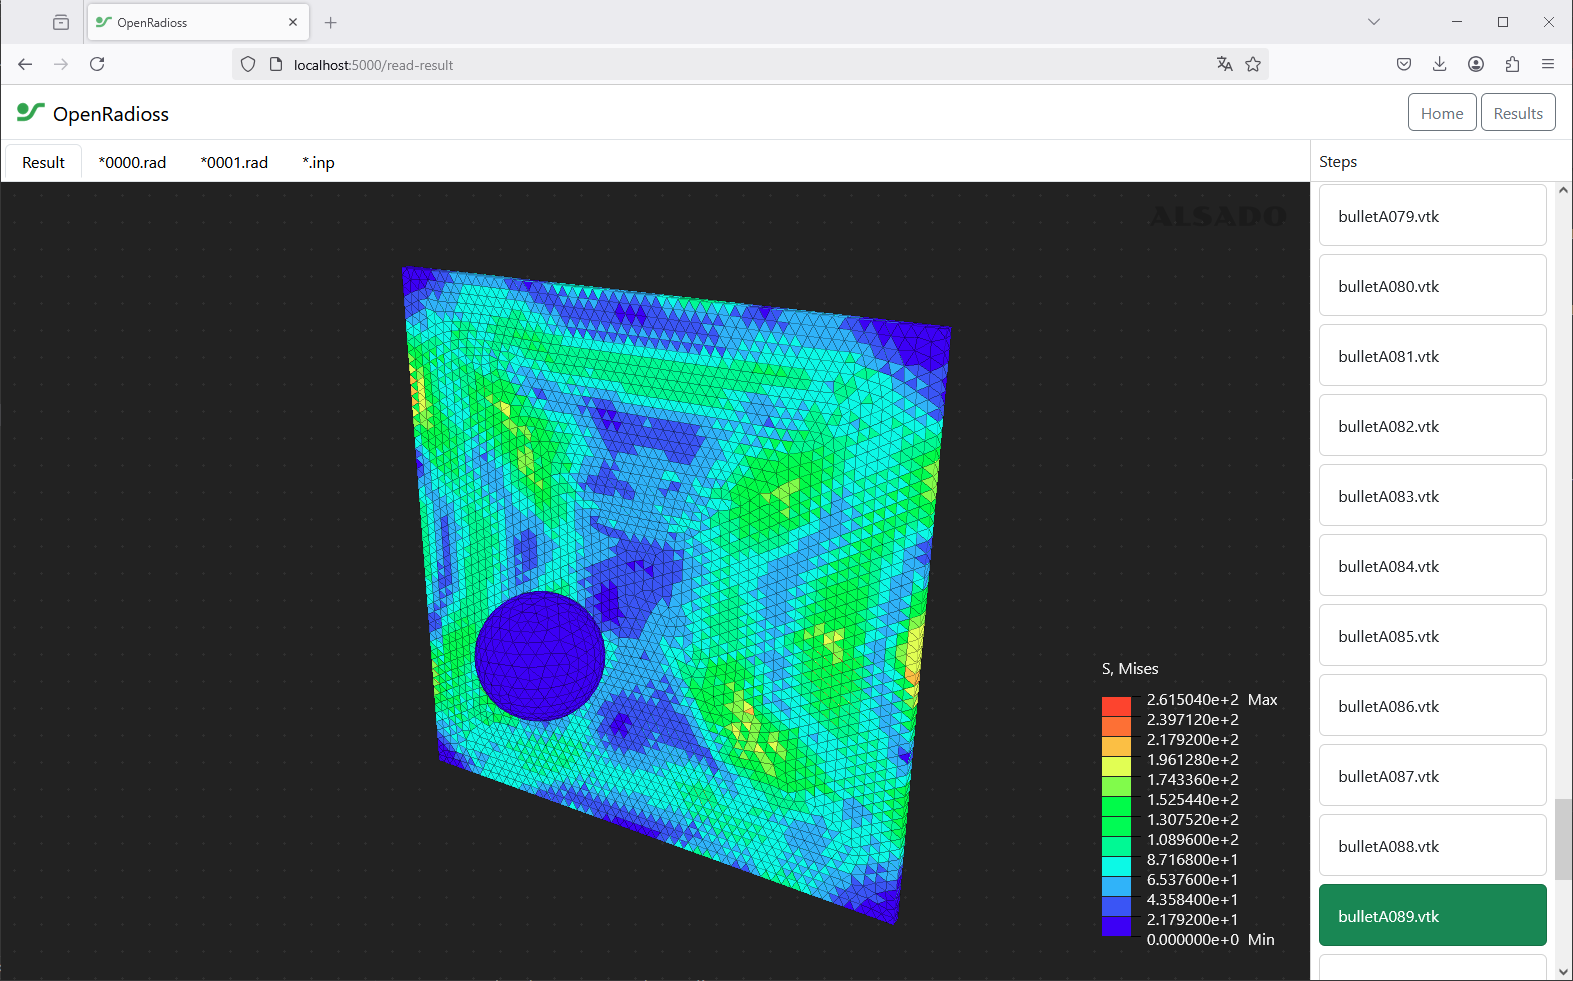 OpenRadioss
localhost:5000/read-result
OpenRadioss
Home
Results
Result
*0000.rad
*0001.rad
*.inp
Steps
ALSADO
bulletA079.vtk
bulletA080.vtk
bulletA081.vtk
bulletA082.vtk
bulletA083.vtk
bulletA084.vtk
bulletA085.vtk
bulletA086.vtk
bulletA087.vtk
bulletA088.vtk
bulletA089.vtk
S, Mises
2.615040e+2 Max
2.397120e+2
2.179200e+2
1.961280e+2
1.743360e+2
1.525440e+2
1.307520e+2
1.089600e+2
8.716800e+1
6.537600e+1
4.358400e+1
2.179200e+1
0.000000e+0 Min